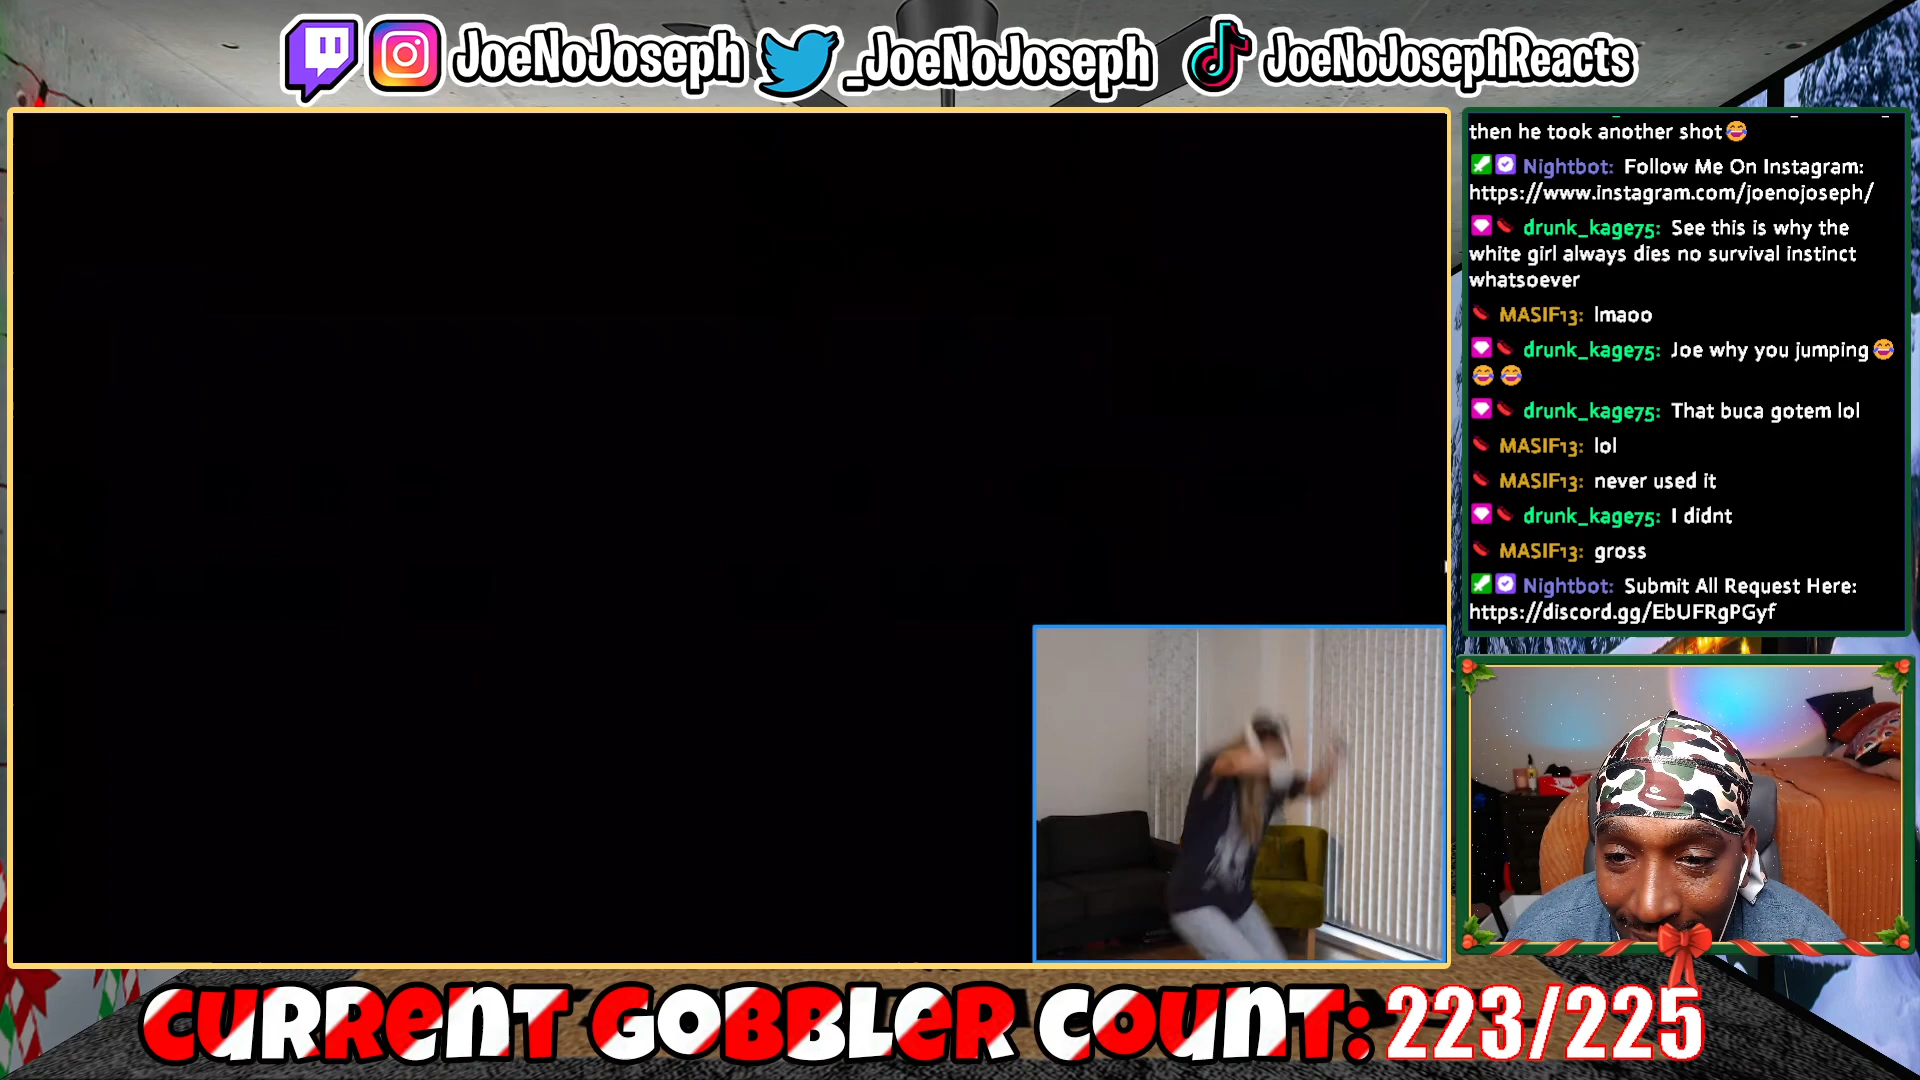 JoeNoJoseph
_JoeNoJoseph
JoeNoJosephReacts
then he took another shot😂
Nightbot: Follow Me On Instagram:
https://www.instagram.com/joenojoseph/
drunk_kage75: See this is why the
white girl always dies no survival instinct
whatsoever
MASIF13: lmaoo
drunk_kage75: Joe why you jumping😂
😂 😂
drunk_kage75: That buca gotem lol
MASIF13: lol
MASIF13: never used it
drunk_kage75: I didnt
MASIF13: gross
Nightbot: Submit All Request Here:
https://discord.gg/EbUFRgPGyf
CURRENT GOBBLER COUNT: 223/225